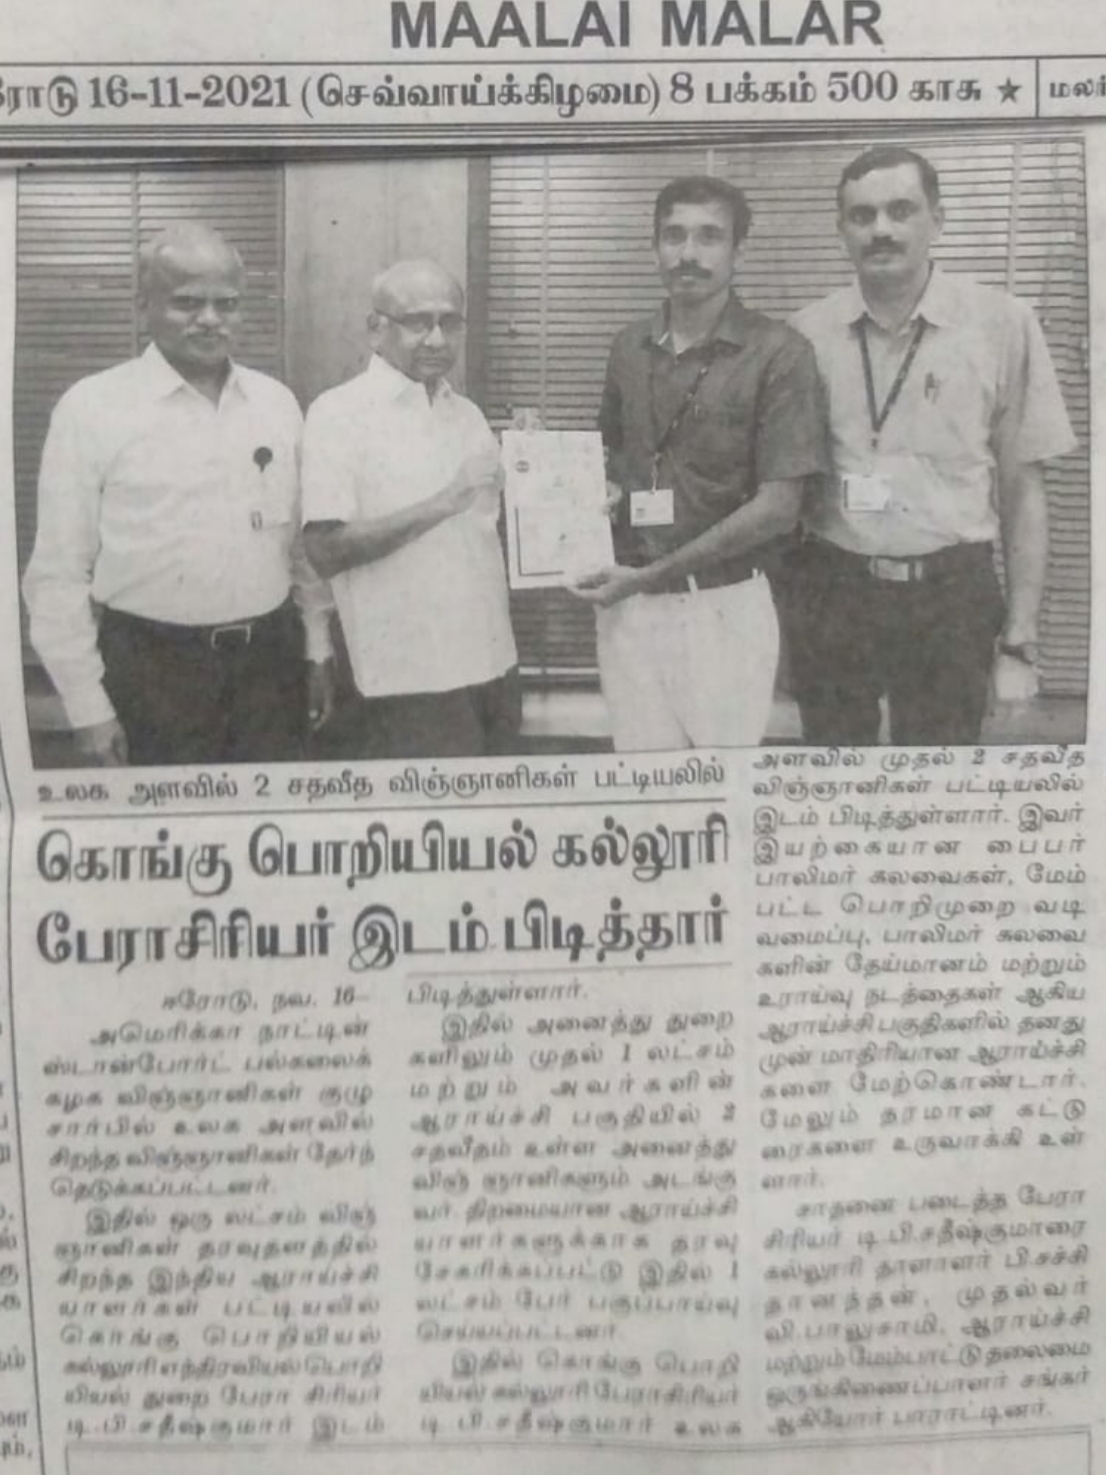 MAALAI MALAR
ரோடு 16-11-2021 (செவ்வாய்க்கிழமை) 8 பக்கம் 500 காசு ★
மலர்
உலக அளவில் 2 சதவீத விஞ்ஞானிகள் பட்டியலில்
கொங்கு பொறியியல் கல்லூரி
பேராசிரியர் இடம் பிடித்தார்
ஈரோடு, நவ. 16-
அமெரிக்கா நாட்டின்
ஸ்டான்போர்ட் பல்கலைக்
கழக விஞ்ஞானிகள் குழு
சார்பில் உலக அளவில்
சிறந்த விஞ்ஞானிகள் தேர்ந்
தெடுக்கப்பட்டனர்.
இதில் ஒரு லட்சம் விஞ்
ஞானிகள் தரவுதளத்தில்
சிறந்த இந்திய ஆராய்ச்சி
யாளர்கள் பட்டியலில்
கொங்கு பொறியியல்
கல்லூரி எந்திரவியல் பொறி
யியல் துறை பேரா சிரியர்
டி.பி.சதீஷ்குமார் இடம்
பிடித்துள்ளார்.
இதில் அனைத்து துறை
களிலும் முதல் 1 லட்சம்
மற்றும் அவர்களின்
ஆராய்ச்சி பகுதியில் 2
சதவீதம் உள்ள அனைத்து
விஞ் ஞானிகளும் அடங்கு
வர். திறமையான ஆராய்ச்சி
யாளர்களுக்காக தரவு
சேகரிக்கப்பட்டு இதில் 1
லட்சம் பேர் பகுப்பாய்வு
செய்யப்பட்டனர்.
இதில் கொங்கு பொறி
யியல் கல்லூரி பேராசிரியர்
டி.பி.சதீஷ்குமார் உலக
அளவில் முதல் 2 சதவீத
விஞ்ஞானிகள் பட்டியலில்
இடம் பிடித்துள்ளார். இவர்
இயற்கையான பைபர்
பாலிமர் கலவைகள், மேம்
பட்ட பொறிமுறை வடி
வமைப்பு, பாலிமர் கலவை
களின் தேய்மானம் மற்றும்
உராய்வு நடத்தைகள் ஆகிய
ஆராய்ச்சி பகுதிகளில் தனது
முன் மாதிரியான ஆராய்ச்சி
களை மேற்கொண்டார்.
மேலும் தரமான கட்டு
ரைகளை உருவாக்கி உள்
ளார்.
சாதனை படைத்த பேரா
சிரியர் டி.பி.சதீஷ்குமாரை
கல்லூரி தாளாளர் பி.சச்சி
தானந்தன், முதல்வர்
வி.பாலுசாமி, ஆராய்ச்சி
மற்றும் மேம்பாட்டு தலைமை
ஒருங்கிணைப்பாளர் சங்கர்
ஆகியோர் பாராட்டினர்.